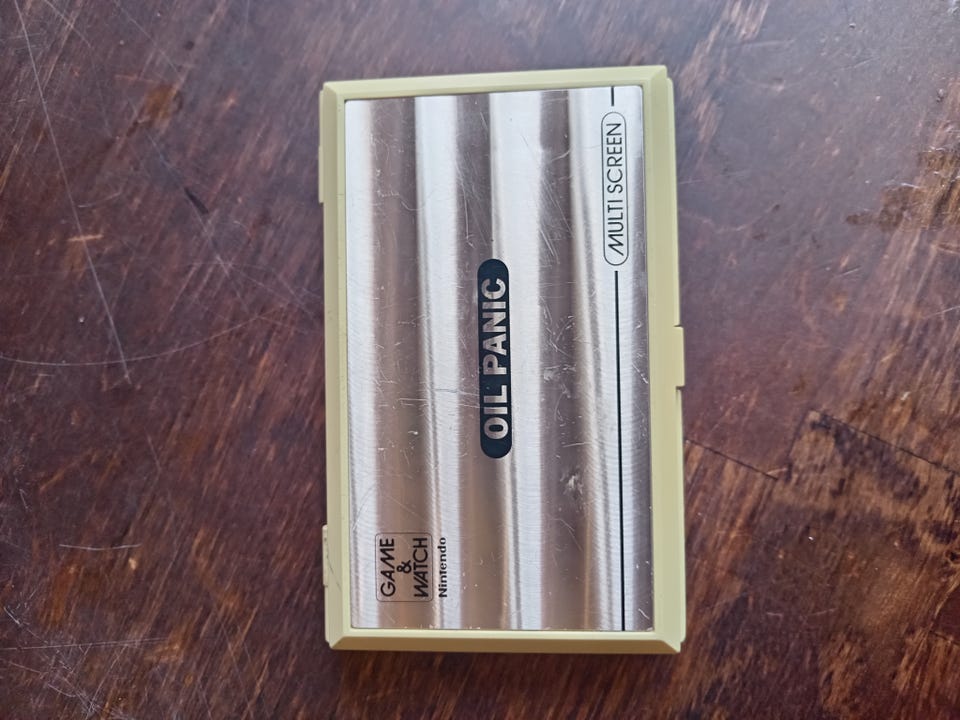 GAME
&
WATCH
Nintendo
OIL PANIC
MULTI SCREEN